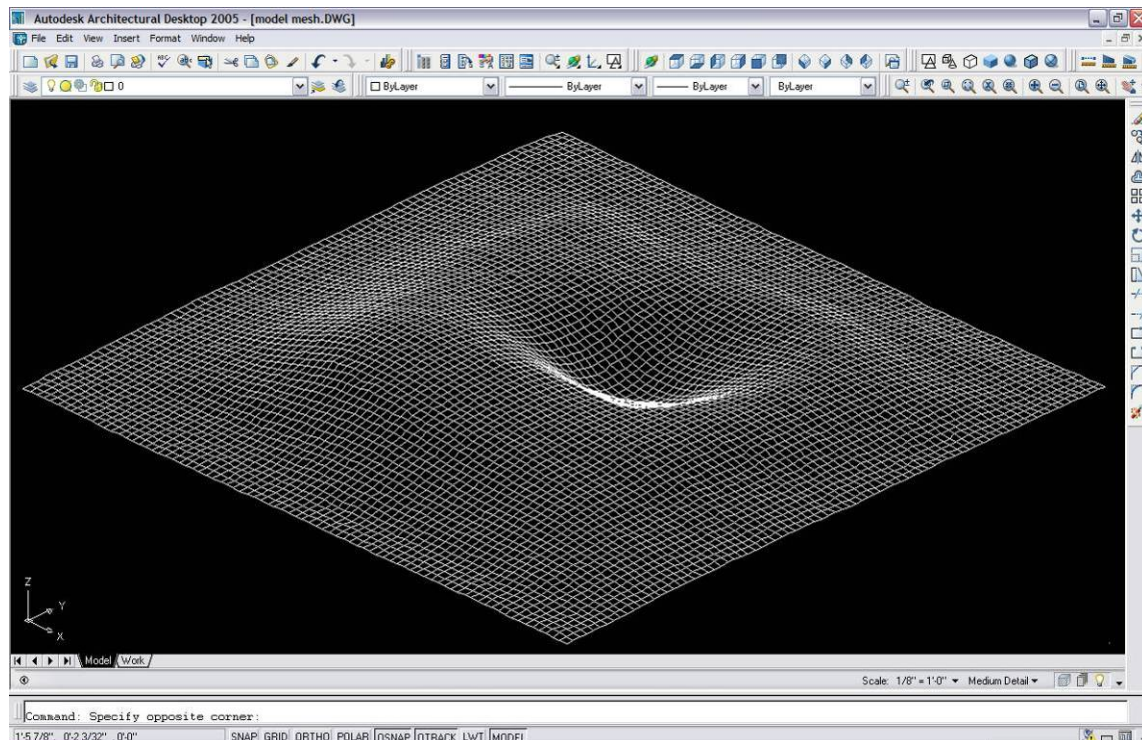 Autodesk Architectural Desktop 2005 - [model mesh.DWG]
File Edit View Insert Format Window Help
0 ByLayer ByLayer ByLayer ByLayer
Z
Y
X
Model Work
Scale: 1/8" = 1'-0" Medium Detail
Command: Specify opposite corner:
1'-5 7/8", 0'-2 3/32", 0'-0" SNAP GRID ORTHO POLAR OSNAP OTRACK LWT MODEL